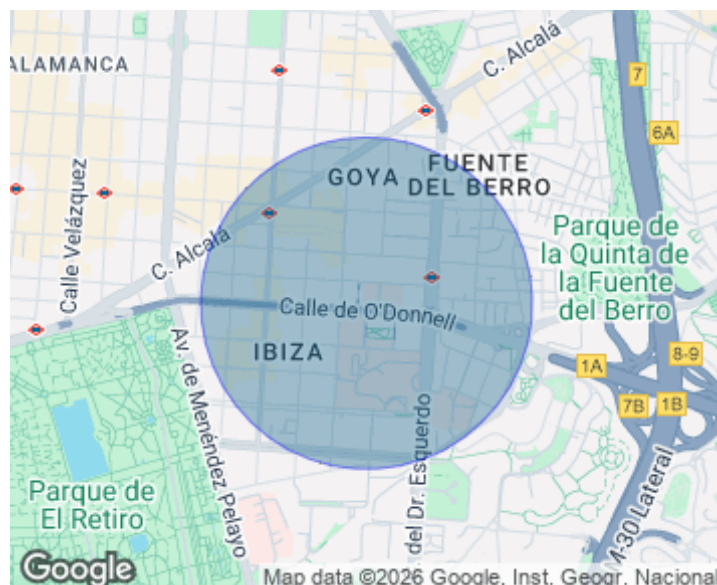 ALAMANCA
C. Alcalá
7
6A
Calle Velázquez
GOYA
FUENTE
DEL BERRO
C. Alcalá
Parque de
la Quinta de
la Fuente
del Berro
Calle de O'Donnell
IBIZA
Av. de Menéndez Pelayo
1A
8-9
7B
1B
del Dr. Esquerdo
Parque de
El Retiro
M-30 Lateral
Google
Map data ©2026 Google, Inst. Geogr. Nacional